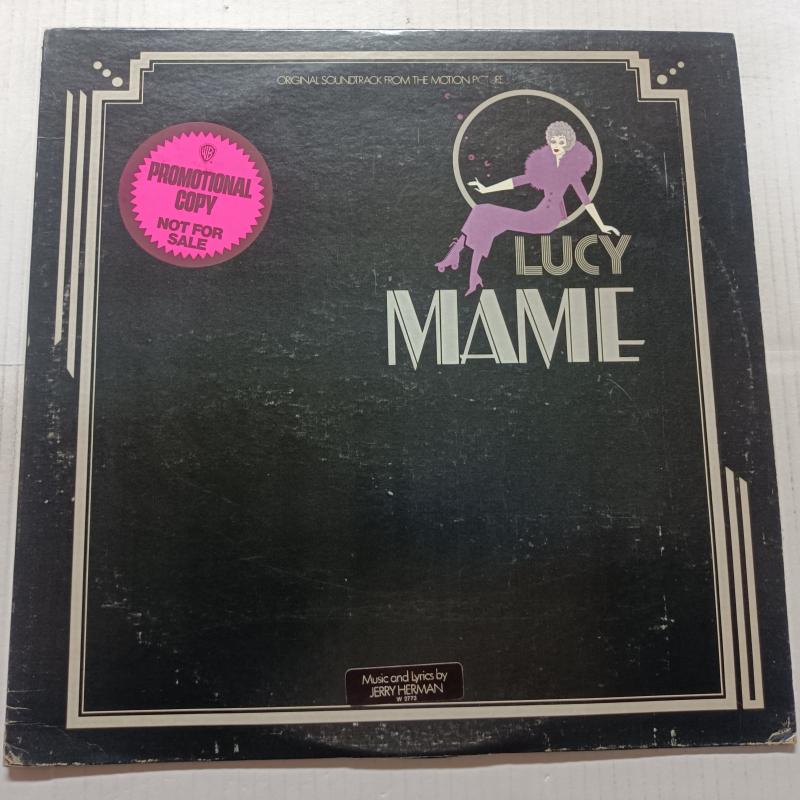 ORIGINAL SOUNDTRACK FROM THE MOTION PICTURE
WB
PROMOTIONAL
COPY
NOT FOR
SALE
LUCY
MAME
Music and Lyrics by
JERRY HERMAN
W 2773